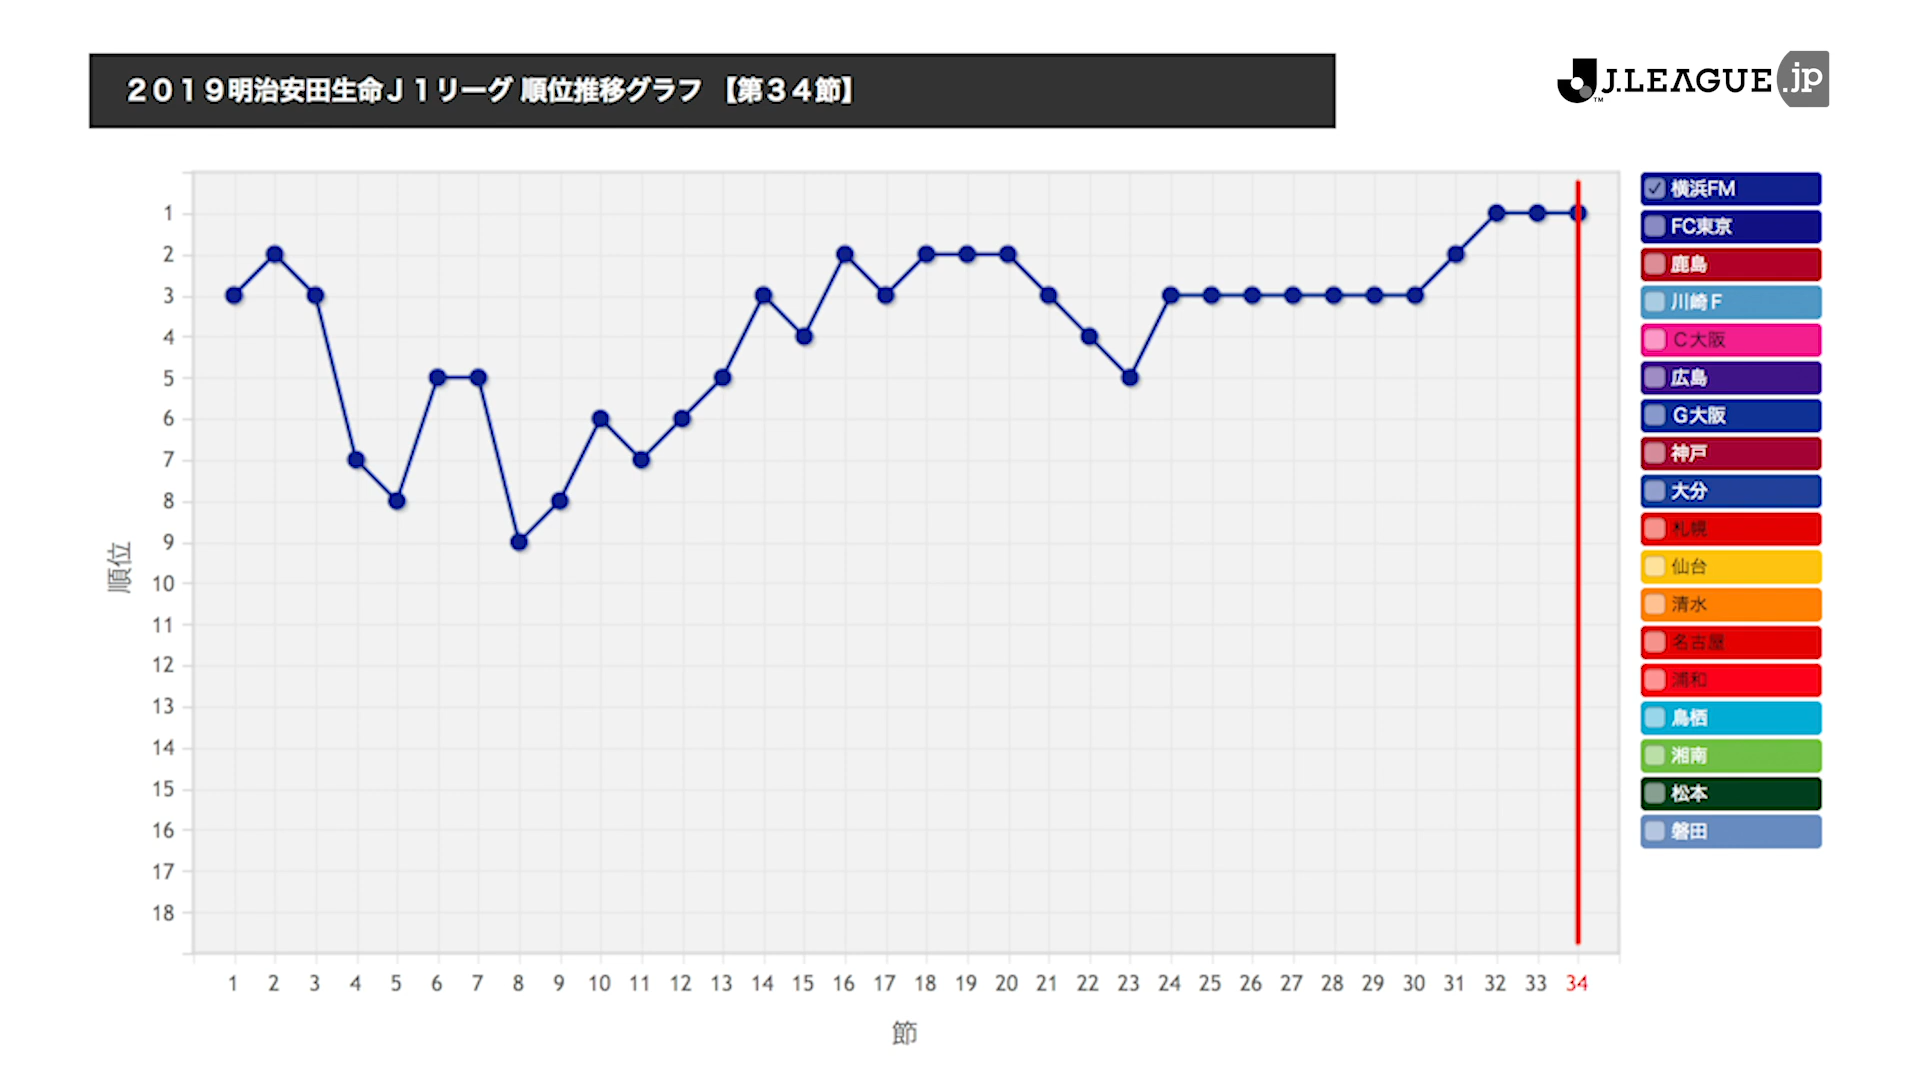 ２０１９明治安田生命Ｊ１リーグ 順位推移グラフ 【第３４節】
J.LEAGUE.jp
TM
1
2
3
4
5
6
7
8
9
10
11
12
13
14
15
16
17
18
順位
1 2 3 4 5 6 7 8 9 10 11 12 13 14 15 16 17 18 19 20 21 22 23 24 25 26 27 28 29 30 31 32 33 34
節
横浜FM
FC東京
鹿島
川崎Ｆ
Ｃ大阪
広島
Ｇ大阪
神戸
大分
札幌
仙台
清水
名古屋
浦和
鳥栖
湘南
松本
磐田